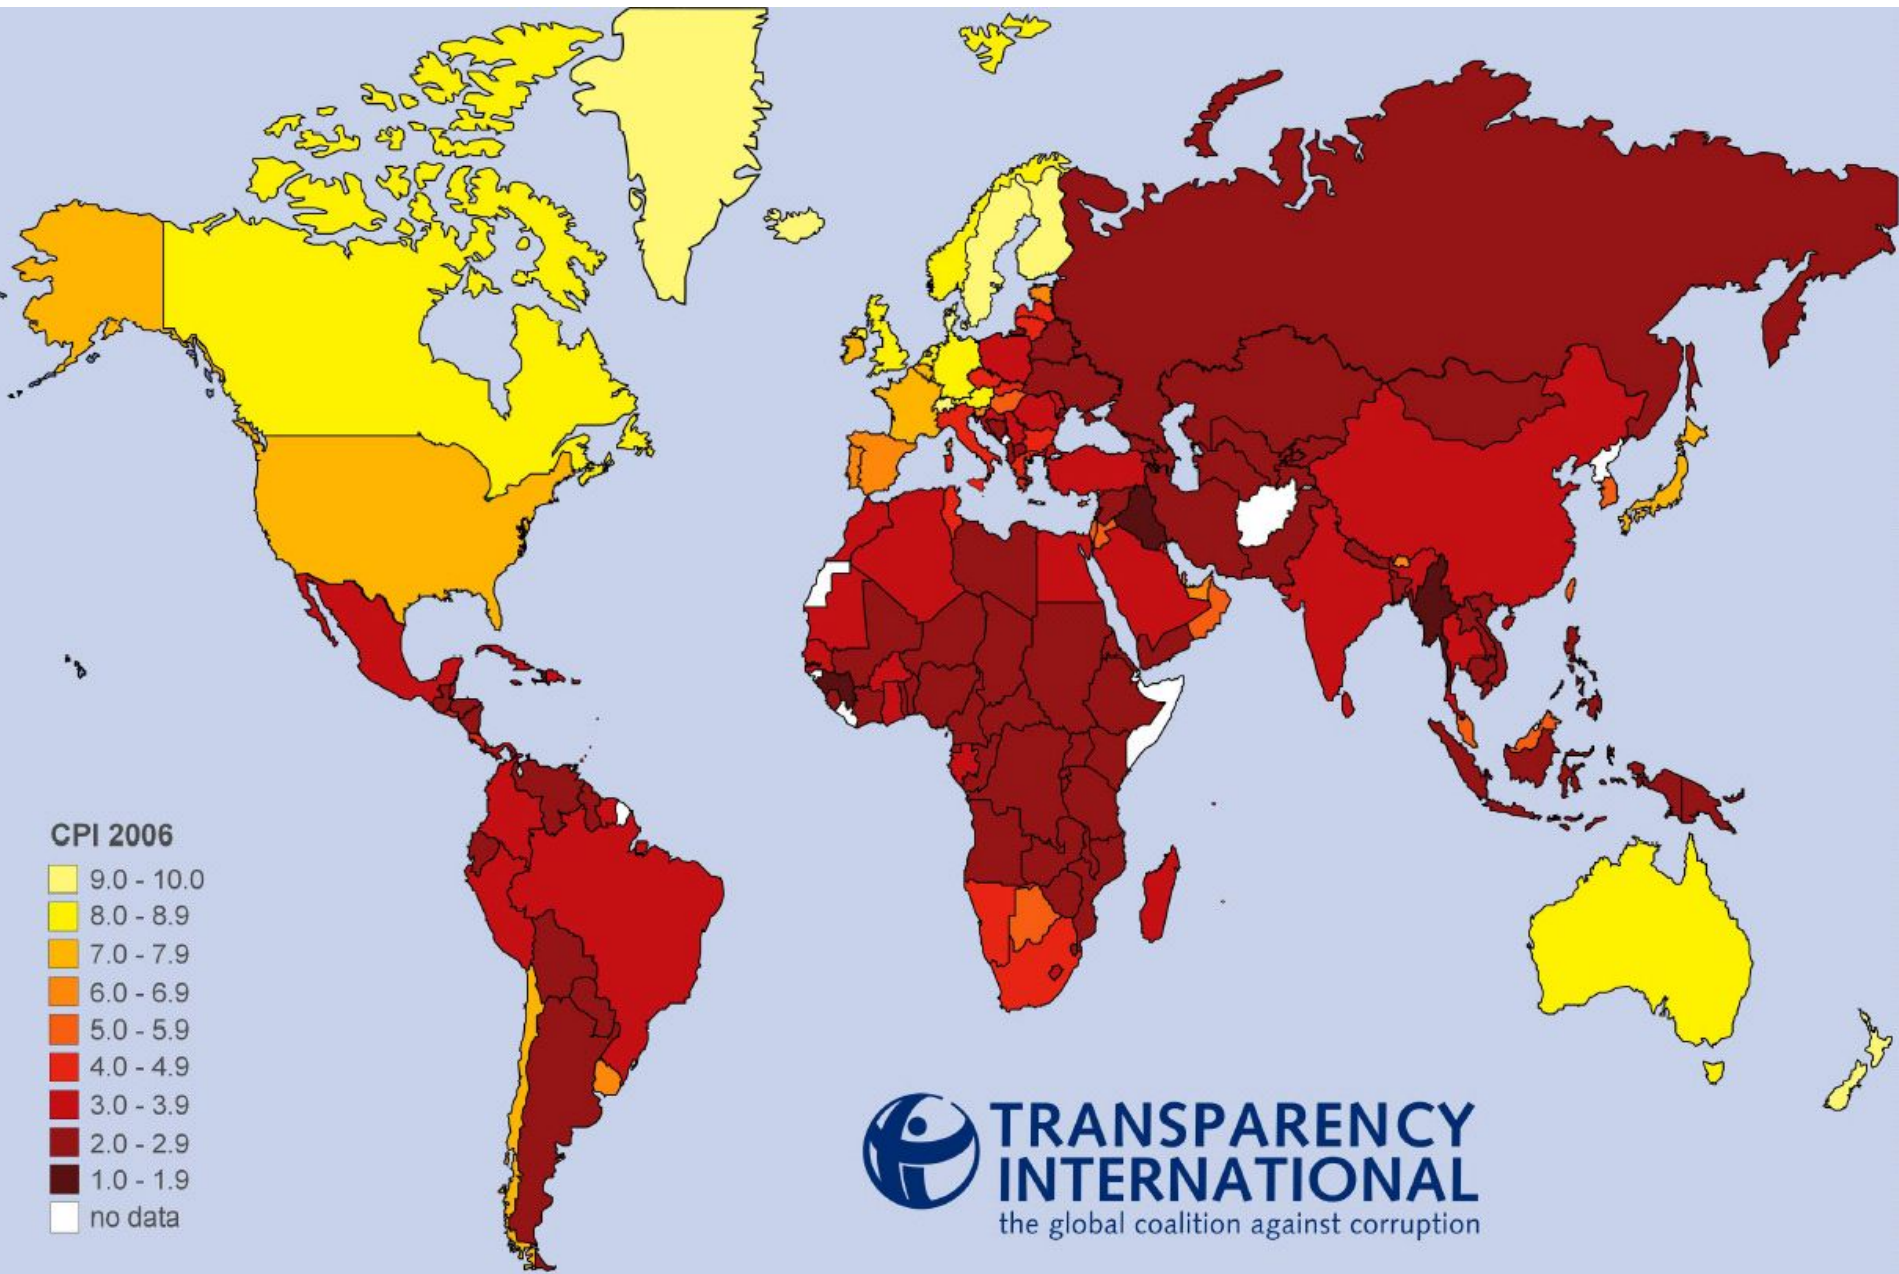 CPI 2006
9.0 - 10.0
8.0 - 8.9
7.0 - 7.9
6.0 - 6.9
5.0 - 5.9
4.0 - 4.9
3.0 - 3.9
2.0 - 2.9
1.0 - 1.9
no data
TRANSPARENCY
INTERNATIONAL
the global coalition against corruption